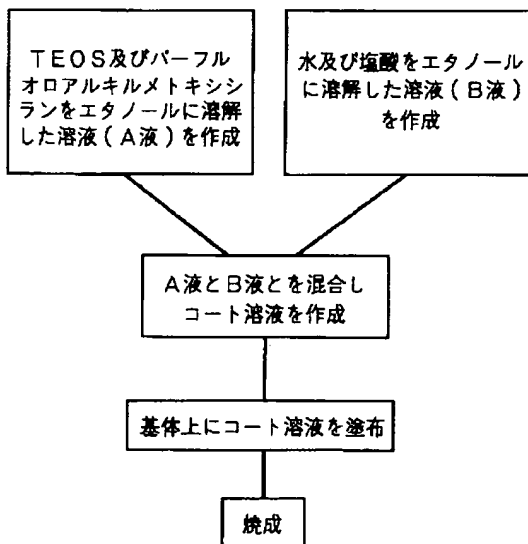 ＴＥＯＳ及びパーフル
オロアルキルメトキシシ
ランをエタノールに溶解
した溶液（Ａ液）を作成
水及び塩酸をエタノール
に溶解した溶液（Ｂ液）
を作成
Ａ液とＢ液とを混合し
コート溶液を作成
基体上にコート溶液を塗布
焼成